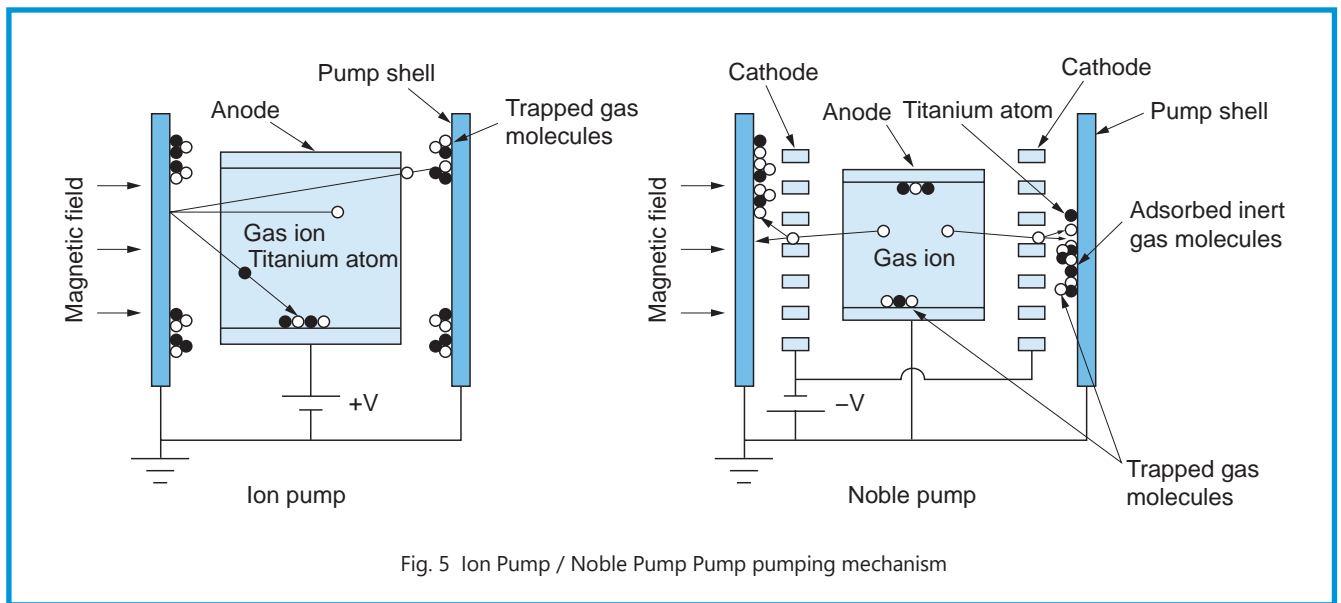 Pump shell
Anode
Trapped gas
molecules
Magnetic field
Gas ion
Titanium atom
+V
Ion pump
Cathode
Cathode
Anode
Titanium atom
Pump shell
Magnetic field
Gas ion
Adsorbed inert
gas molecules
–V
Trapped gas
molecules
Noble pump
Fig. 5 Ion Pump / Noble Pump Pump pumping mechanism